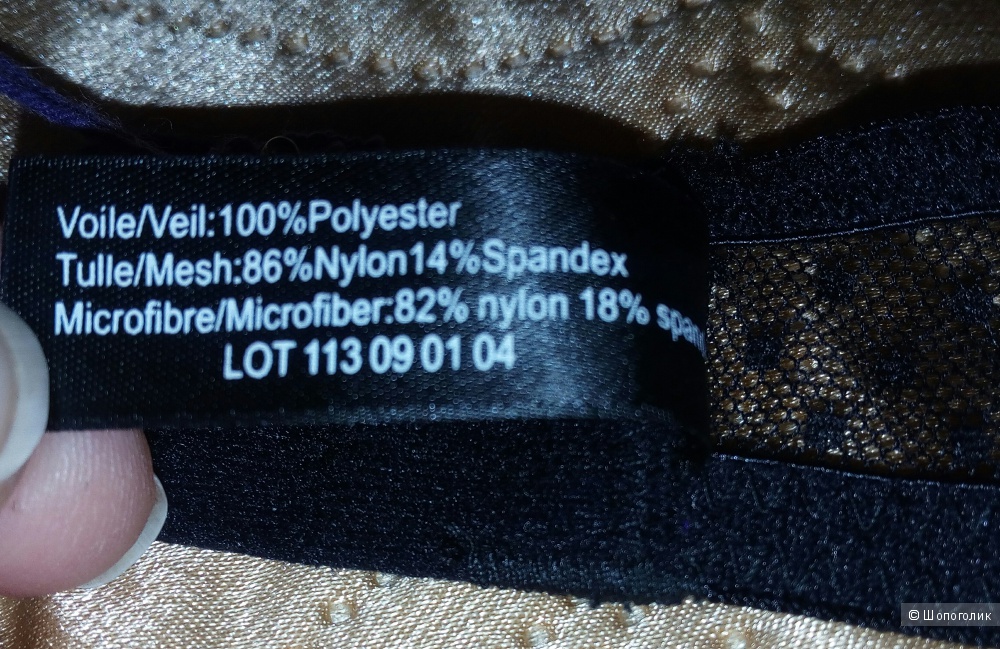 Voile/Veil:100%Polyester
Tulle/Mesh:86%Nylon14%Spandex
Microfibre/Microfiber:82% nylon 18%
LOT 113 09 01 04
© Шопоголик